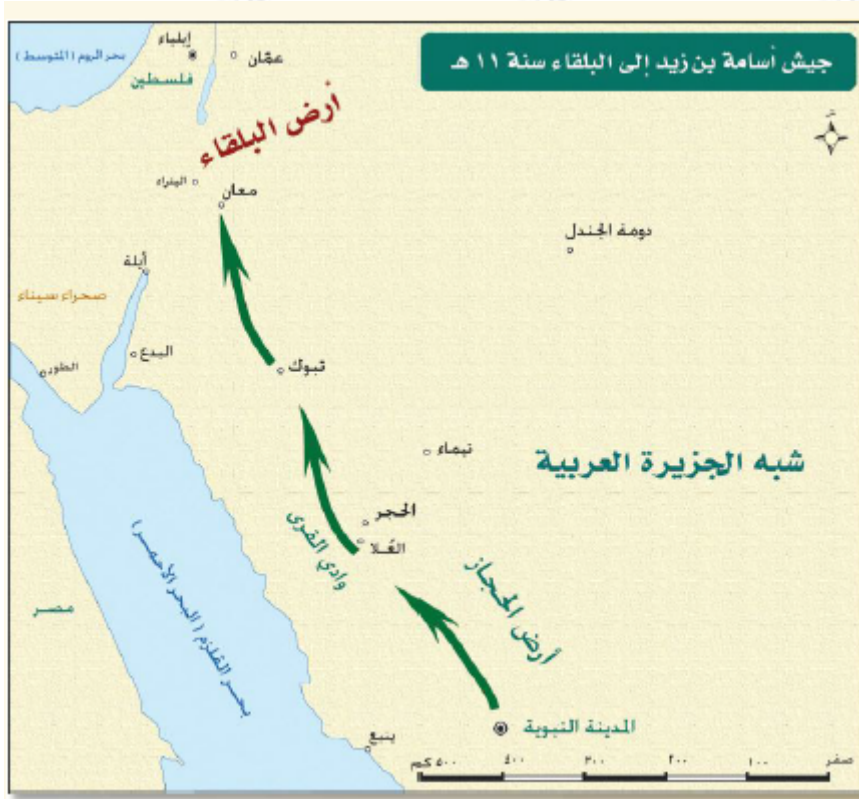 جيش أسامة بن زيد إلى البلقاء سنة ١١ هـ
إيلياء
عمّان
بحر الروم (المتوسط)
فلسطين
أرض البلقاء
البتراء
معان
دومة الجندل
أيلة
صحراء سيناء
البدع
الطور
تبوك
تيماء
شبه الجزيرة العربية
الحجر
العُلا
وادي القرى
أرض الحجاز
بحر القلزم (البحر الأحمر)
مصر
المدينة النبوية
ينبع
صفر ١٠٠ ٢٠٠ ٣٠٠ ٤٠٠ ٥٠٠ كم